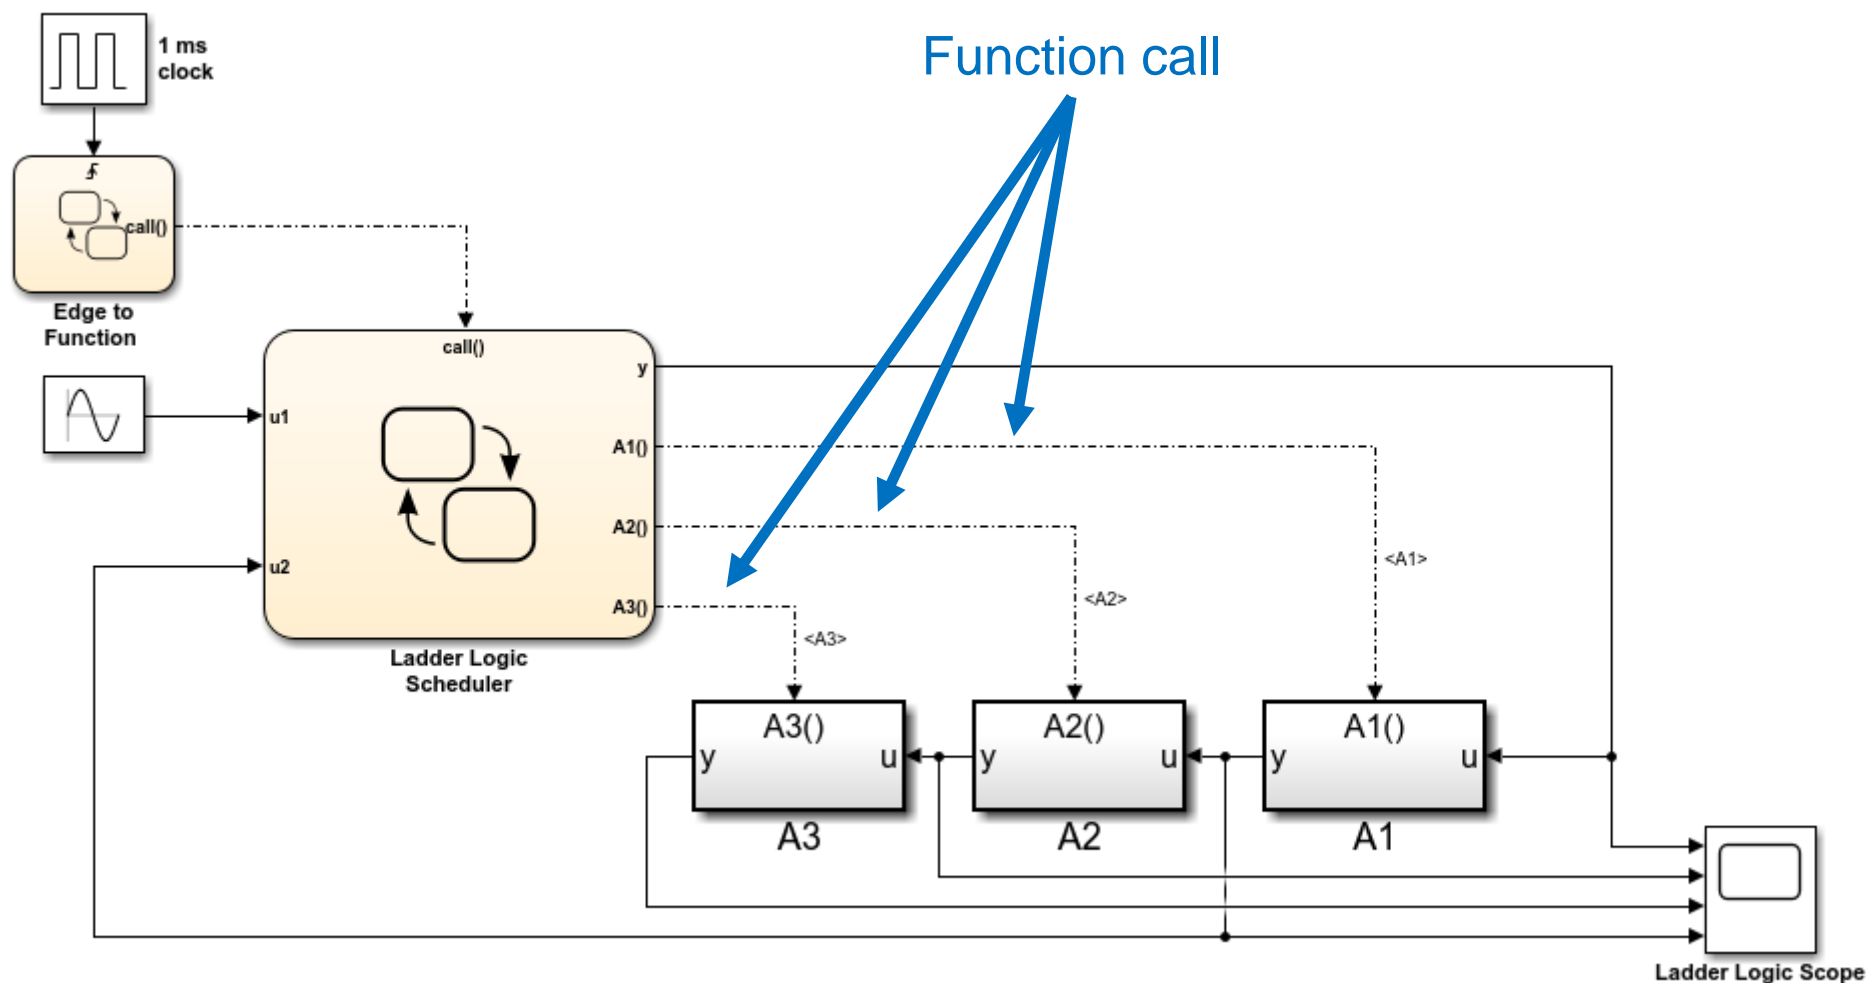 Function call
1 ms
clock
call()
Edge to
Function
call()
y
u1
A1()
A2()
<A1>
u2
<A2>
A3()
<A3>
Ladder Logic
Scheduler
A3()
y
u
A3
A2()
y
u
A2
A1()
y
u
A1
Ladder Logic Scope